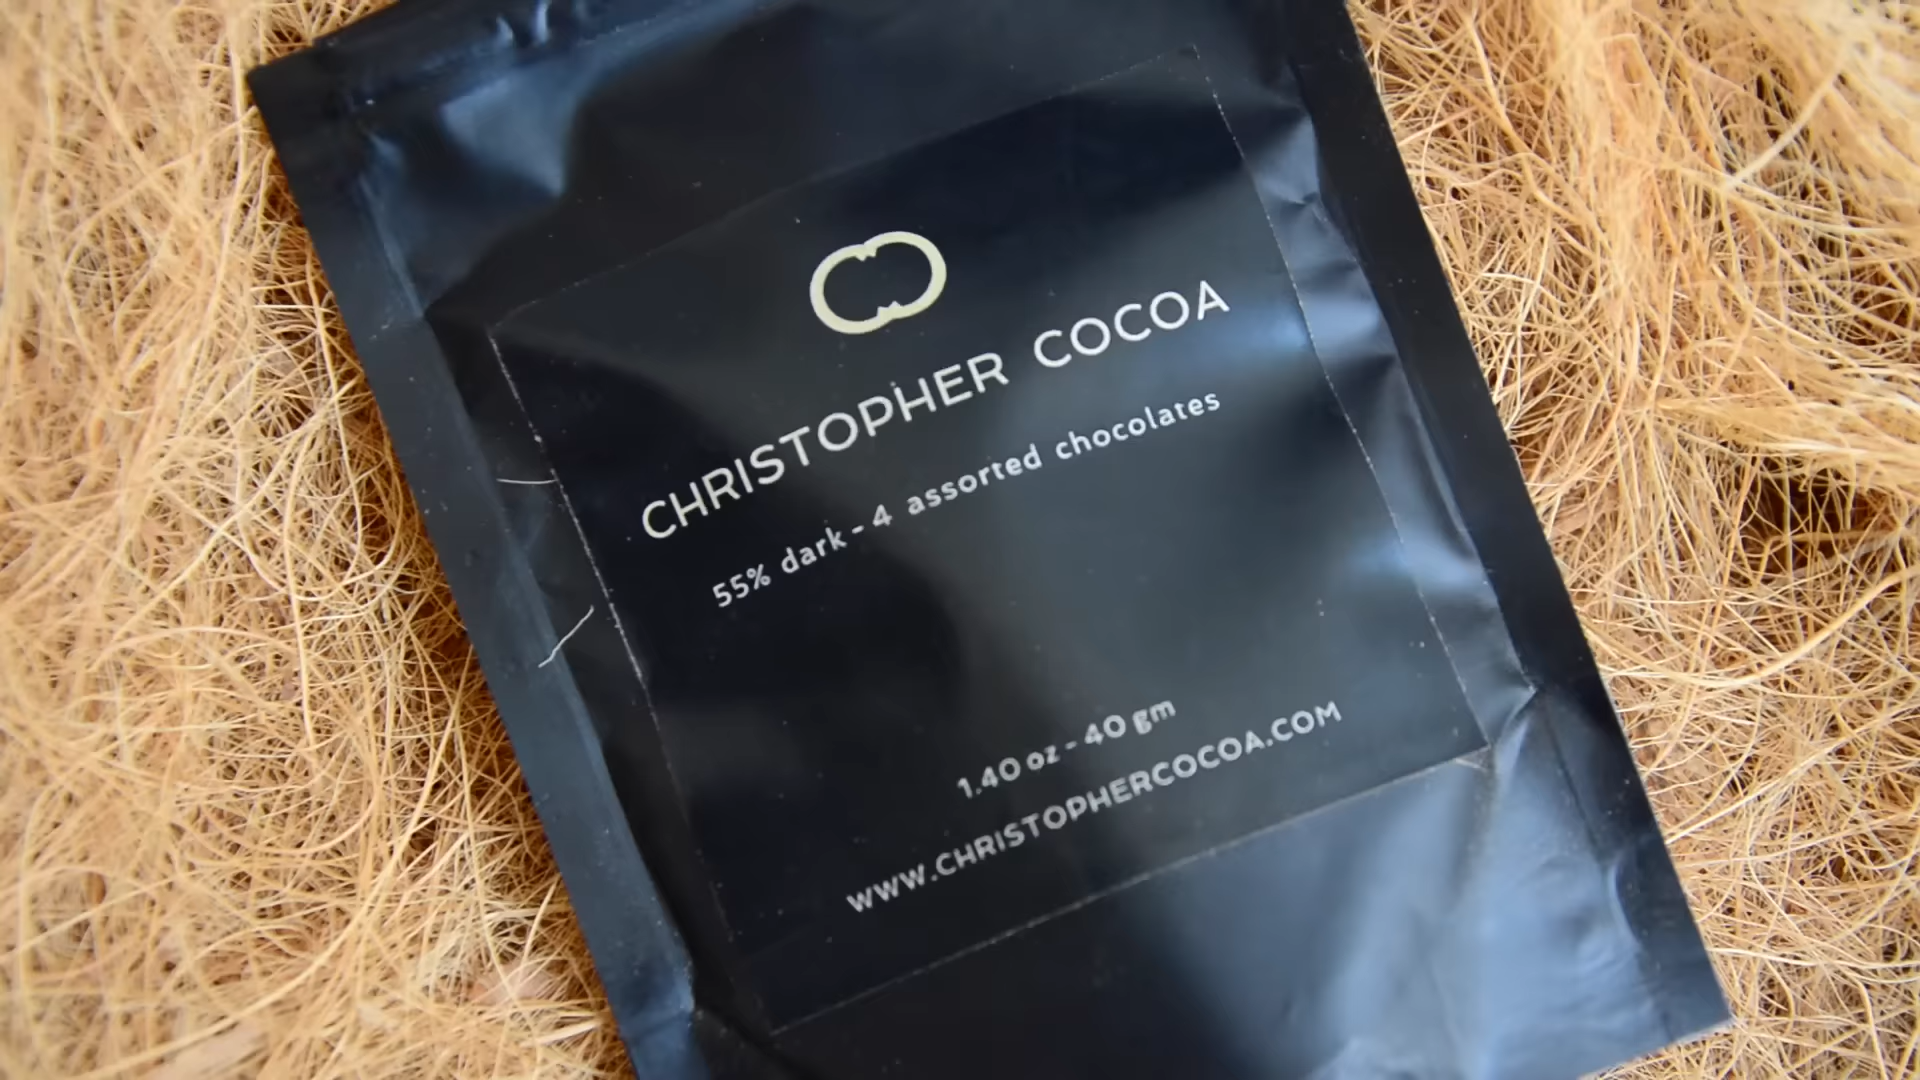 CHRISTOPHER COCOA
55% dark - 4 assorted chocolates
1.40 oz - 40 gm
WWW.CHRISTOPHERCOCOA.COM